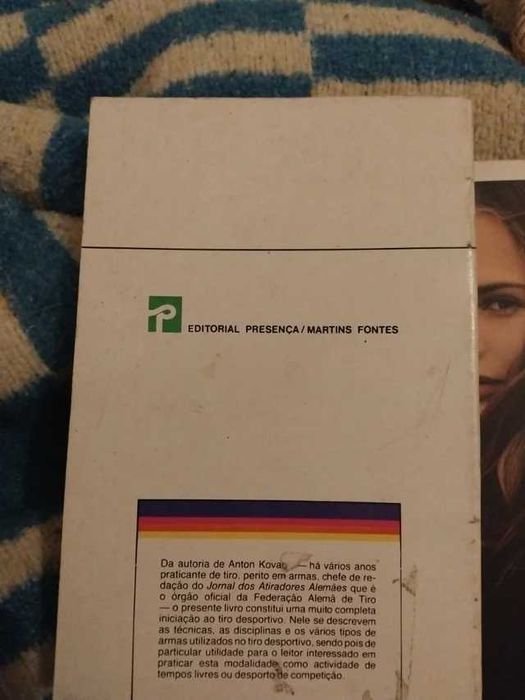 EDITORIAL PRESENÇA/MARTINS FONTES
Da autoria de Anton Kovac — há vários anos
praticante de tiro, perito em armas, chefe de re-
dação do Jornal dos Atiradores Alemães que é
o órgão oficial da Federação Alemã de Tiro
— o presente livro constitui uma muito completa
iniciação ao tiro desportivo. Nele se descrevem
as técnicas, as disciplinas e os vários tipos de
armas utilizados no tiro desportivo, sendo pois de
particular utilidade para o leitor interessado em
praticar esta modalidade como actividade de
tempos livres ou desporto de competição.